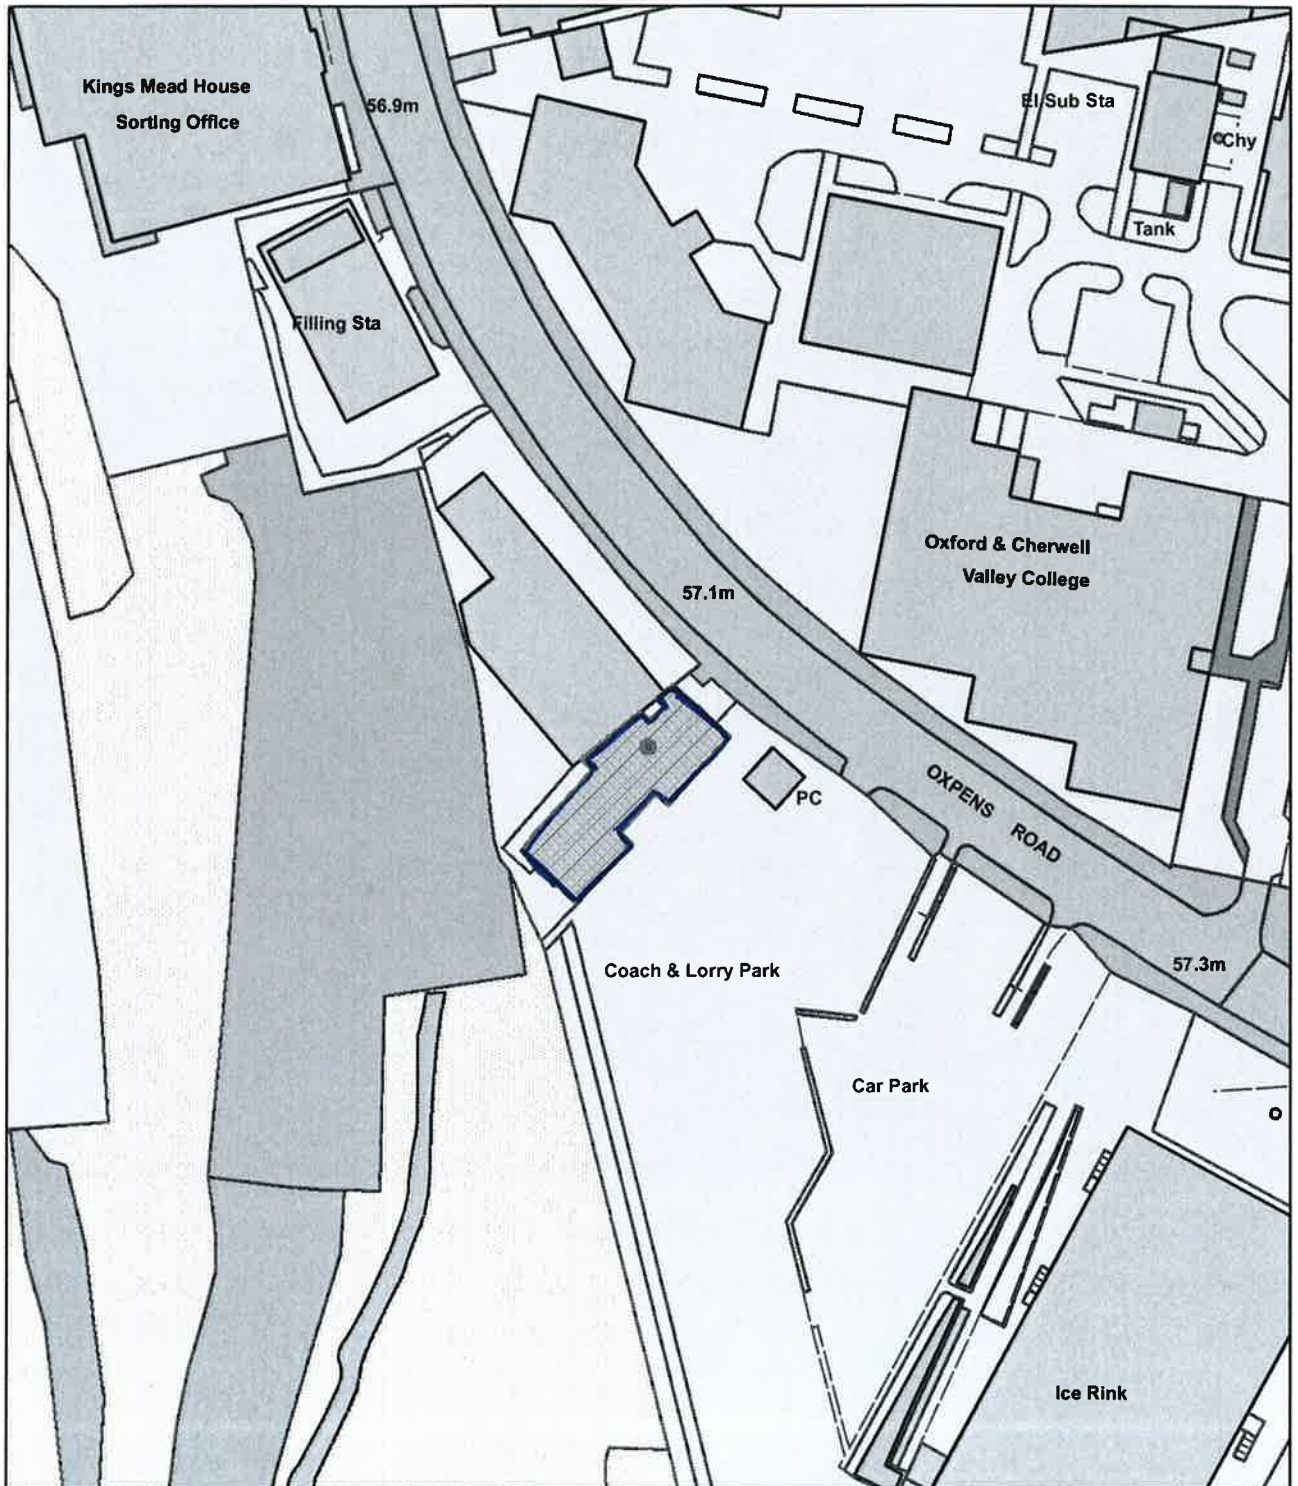 Kings Mead House
Sorting Office
56.9m
El Sub Sta
Chy
Tank
Filling Sta
Oxford & Cherwell
Valley College
57.1m
OXPENS ROAD
PC
Coach & Lorry Park
57.3m
Car Park
Ice Rink